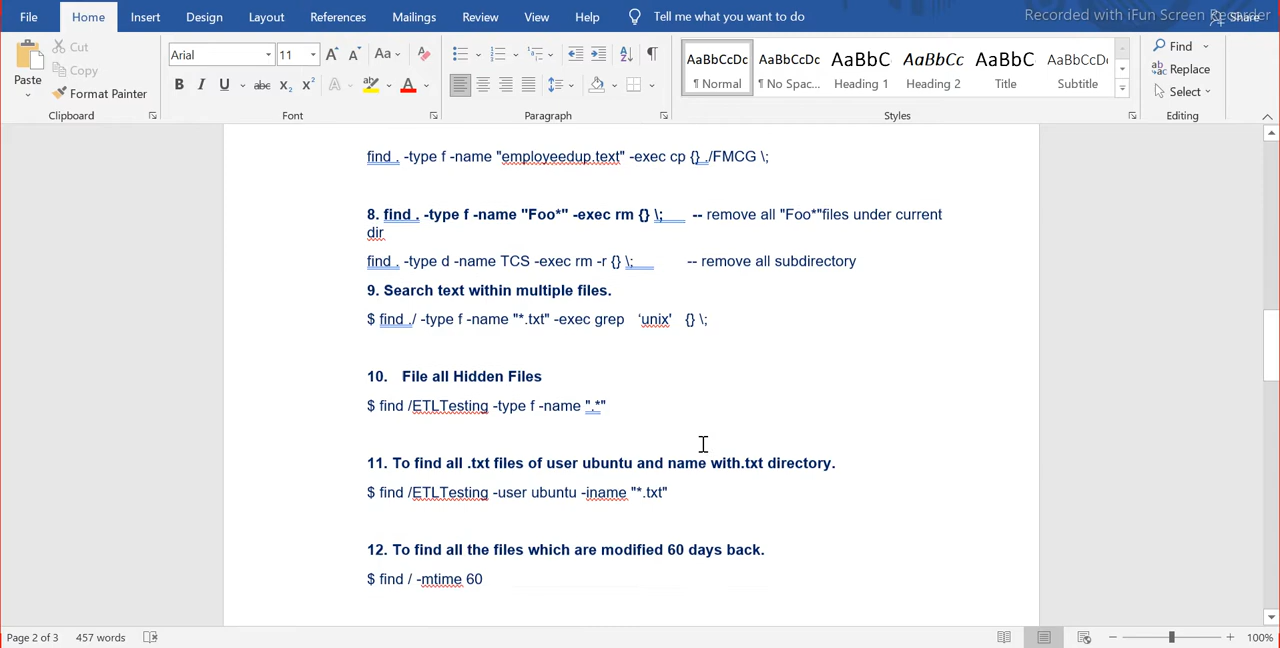 File Home Insert Design Layout References Mailings Review View Help Tell me what you want to do Recorded with iFun Screen Recorder Share
Paste Cut Copy Format Painter Clipboard
Arial 11 Aa Font
B I U abc X2 X2 A A
Paragraph
AaBbCcDc AaBbCcDc AaBbC AaBbCc AaBbC AaBbCcD
¶ Normal ¶ No Spac... Heading 1 Heading 2 Title Subtitle
Styles
Find
Replace
Select
Editing
find . -type f -name "employeedup.text" -exec cp {} ./FMCG \;
8. find . -type f -name "Foo*" -exec rm {} \; -- remove all "Foo*"files under current
dir
find . -type d -name TCS -exec rm -r {} \; -- remove all subdirectory
9. Search text within multiple files.
$ find ./ -type f -name "*.txt" -exec grep ‘unix' {} \;
10. File all Hidden Files
$ find /ETLTesting -type f -name ".*"
11. To find all .txt files of user ubuntu and name with.txt directory.
$ find /ETLTesting -user ubuntu -iname "*.txt"
12. To find all the files which are modified 60 days back.
$ find / -mtime 60
Page 2 of 3 457 words 100%